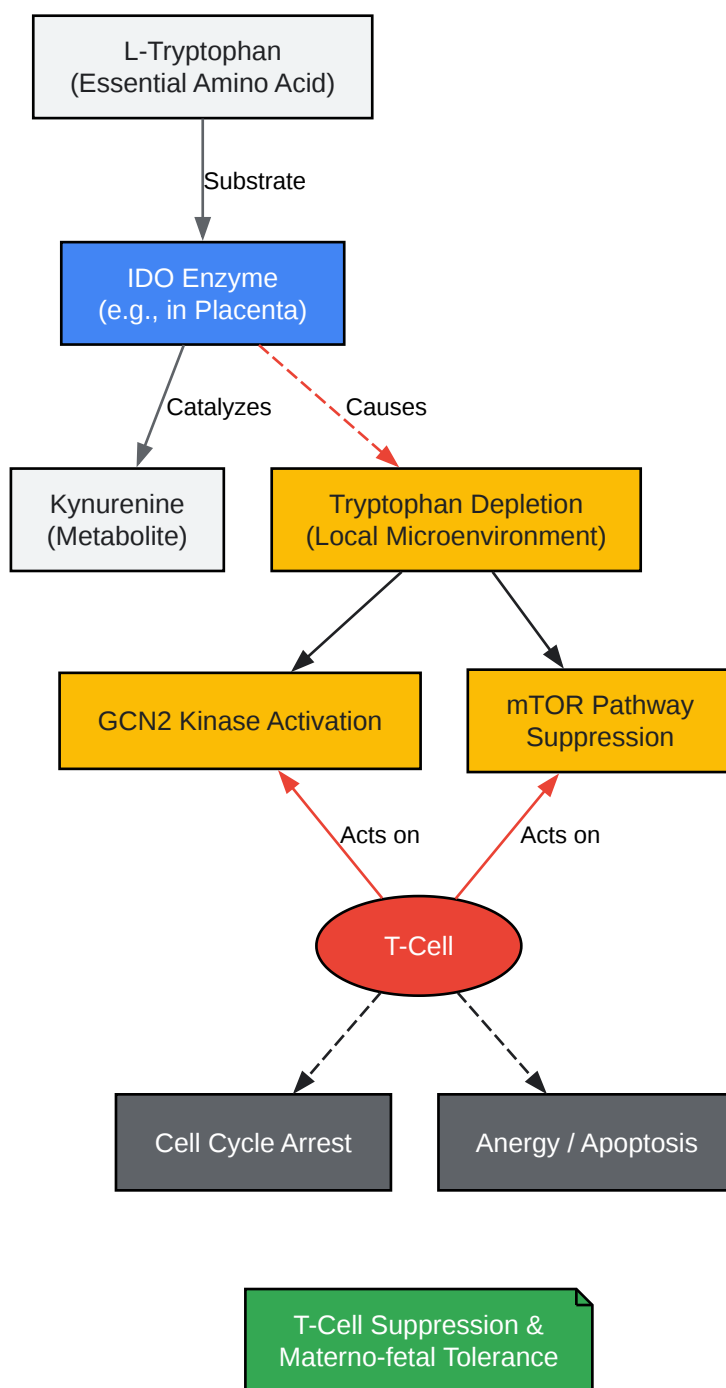 L-Tryptophan
(Essential Amino Acid)
Substrate
IDO Enzyme
(e.g., in Placenta)
Catalyzes
Causes
Kynurenine
(Metabolite)
Tryptophan Depletion
(Local Microenvironment)
GCN2 Kinase Activation
mTOR Pathway
Suppression
Acts on
Acts on
T-Cell
Cell Cycle Arrest
Anergy / Apoptosis
T-Cell Suppression &
Materno-fetal Tolerance